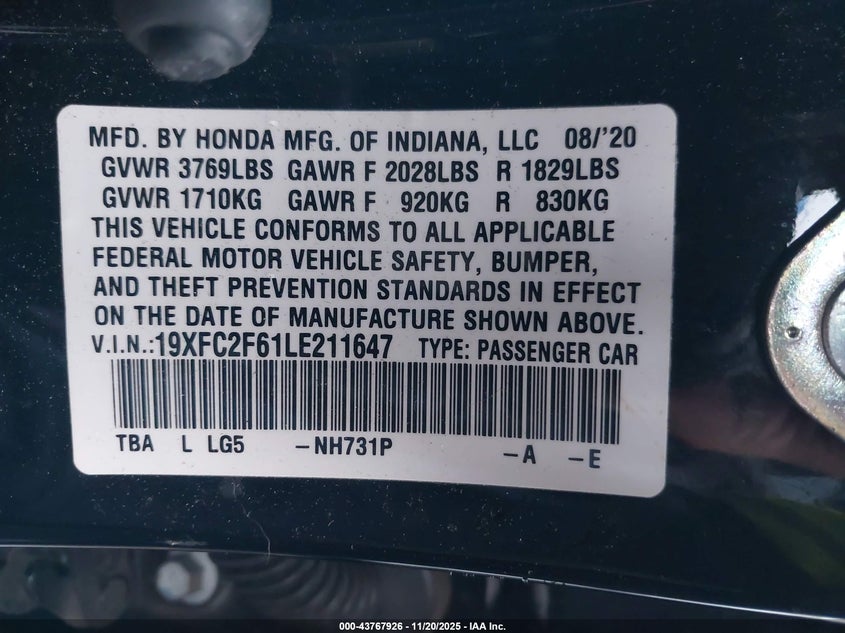 MFD. BY HONDA MFG. OF INDIANA, LLC 08/'20
GVWR 3769LBS GAWR F 2028LBS R 1829LBS
GVWR 1710KG GAWR F 920KG R 830KG
THIS VEHICLE CONFORMS TO ALL APPLICABLE
FEDERAL MOTOR VEHICLE SAFETY, BUMPER,
AND THEFT PREVENTION STANDARDS IN EFFECT
ON THE DATE OF MANUFACTURE SHOWN ABOVE.
V.I.N.:19XFC2F61LE211647 TYPE: PASSENGER CAR
TBA L LG5 –NH731P –A –E
000-43767926 - 11/20/2025 - IAA Inc.